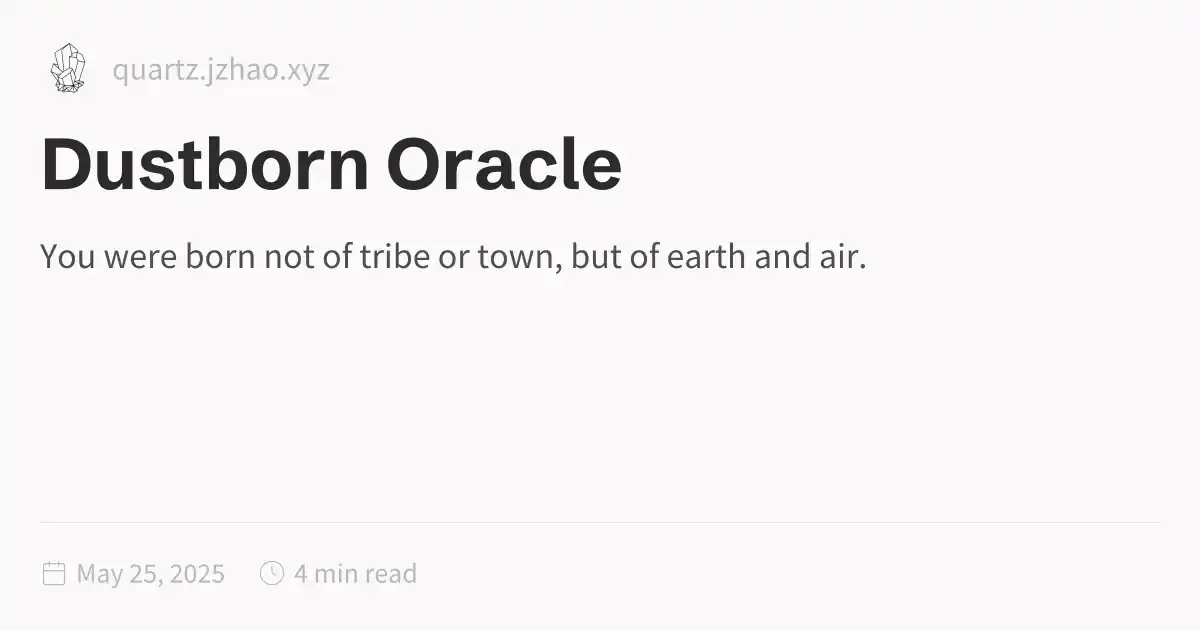 quartz.jzhao.xyz
Dustborn Oracle
You were born not of tribe or town, but of earth and air.
May 25, 2025 4 min read